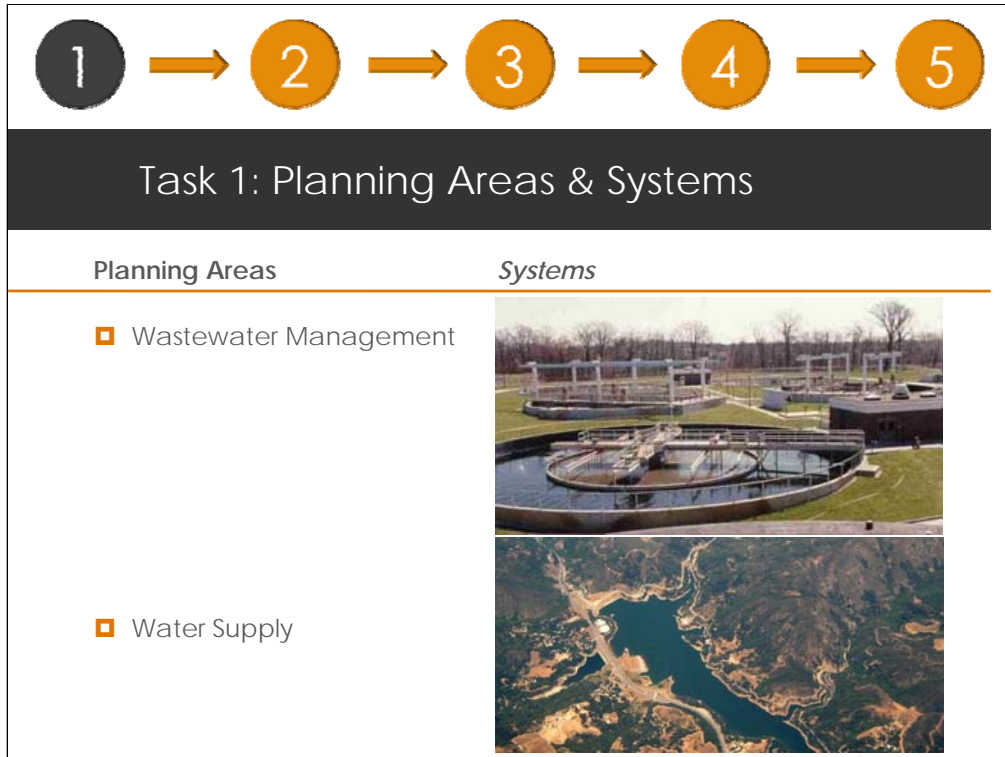 1 2 3 4 5
Task 1: Planning Areas & Systems
Planning Areas Systems
Wastewater Management
Water Supply